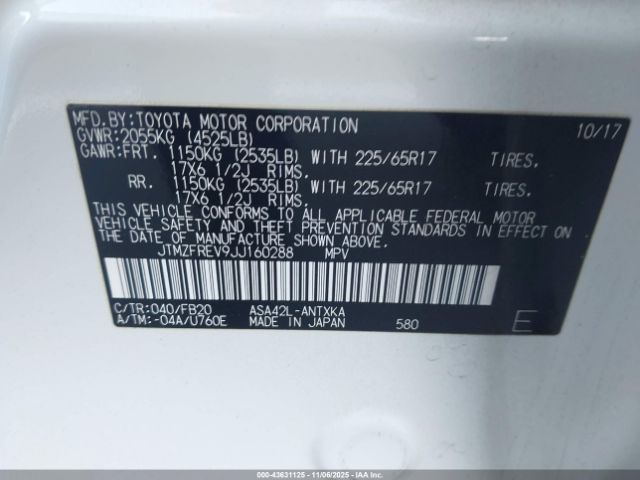 MFD.BY:TOYOTA MOTOR CORPORATION 10/17
GVWR:2055KG (4525LB)
GAWR:FRT. 1150KG (2535LB) WITH 225/65R17 TIRES,
17X6 1/2J RIMS.
RR. 1150KG (2535LB) WITH 225/65R17 TIRES,
17X6 1/2J RIMS.
THIS VEHICLE CONFORMS TO ALL APPLICABLE FEDERAL MOTOR
VEHICLE SAFETY AND THEFT PREVENTION STANDARDS IN EFFECT ON
THE DATE OF MANUFACTURE SHOWN ABOVE.
JTMZFREV9JJ160288 MPV
C/TR:040/FB20 ASA42L-ANTXKA
A/TM:-04A/U760E MADE IN JAPAN 580 E
000-43631125 - 11/06/2025 - IAA